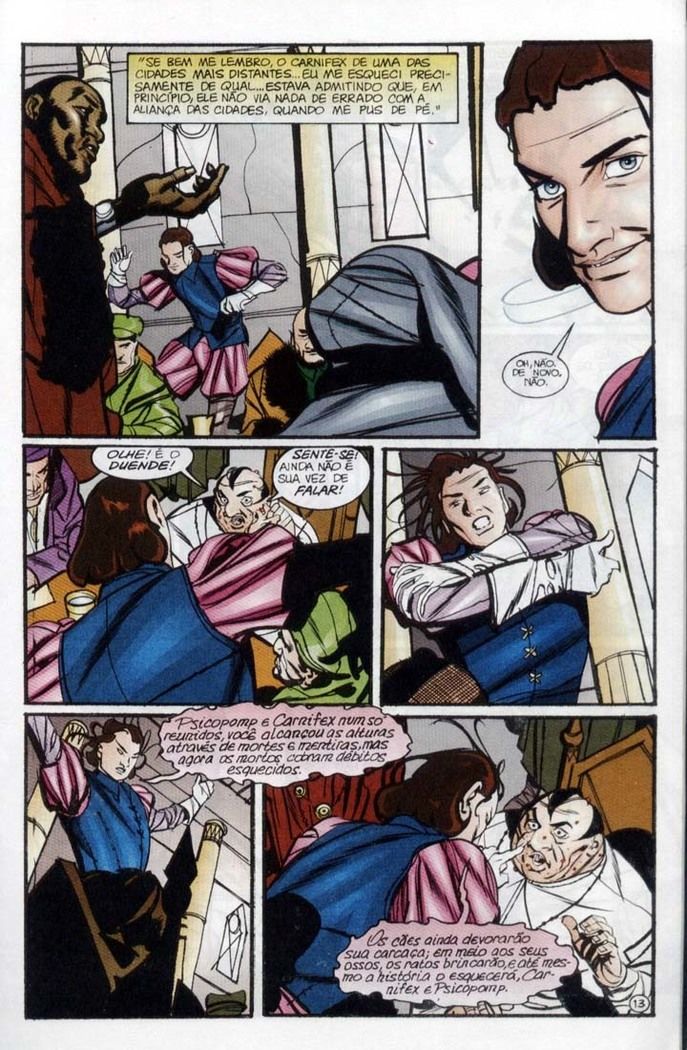 "SE BEM ME LEMBRO, O CARNIFEX DE UMA DAS
CIDADES MAIS DISTANTES...EU ME ESQUECI PRECI-
SAMENTE DE QUAL...ESTAVA ADMITINDO QUE, EM
PRINCÍPIO, ELE NÃO VIA NADA DE ERRADO COM A
ALIANÇA DAS CIDADES, QUANDO ME PUS DE PÉ."
OH, NÃO.
DE NOVO,
NÃO.
OLHE! É O
DUENDE!
SENTE-SE!
AINDA NÃO É
SUA VEZ DE
FALAR!
Psicopomp e Carnifex num só
reunidos, você alcançou as alturas
através de mortes e mentiras, mas
agora os mortos cobram débitos
esquecidos.
Os cães ainda devorarão
sua carcaça; em meio aos seus
ossos, os ratos brincarão, e até mes-
mo a história o esquecerá, Car-
nifex e Psicopomp.
13